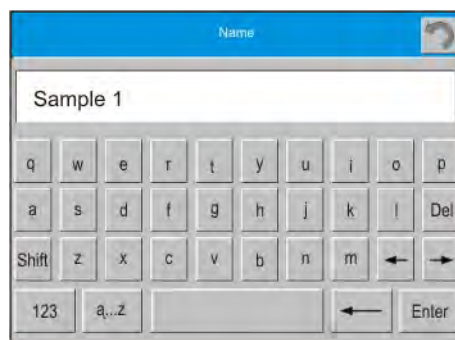 Name
Sample 1
q w e r t y u i o p
a s d f g h j k l Del
Shift z x c v b n m ← →
123 ą...ż ← Enter